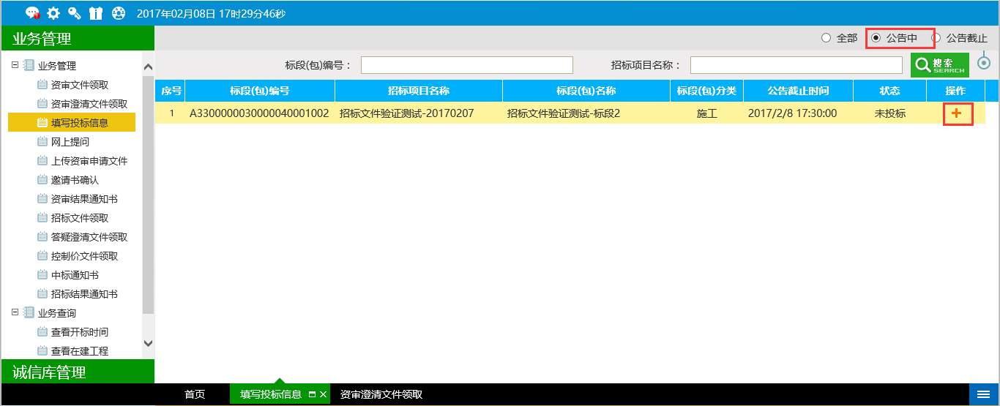 2017年02月08日 17时29分46秒
业务管理
全部 公告中 公告截止
标段(包)编号： 招标项目名称： 搜索 SEARCH
序号 标段(包)编号 招标项目名称 标段(包)名称 标段(包)分类 公告截止时间 状态 操作
1 A3300000030000040001002 招标文件验证测试-20170207 招标文件验证测试-标段2 施工 2017/2/8 17:30:00 未投标
业务管理
资审文件领取
资审澄清文件领取
填写投标信息
网上提问
上传资审申请文件
邀请书确认
资审结果通知书
招标文件领取
答疑澄清文件领取
控制价文件领取
中标通知书
招标结果通知书
业务查询
查看开标时间
查看在建工程
诚信库管理
首页 填写投标信息 资审澄清文件领取